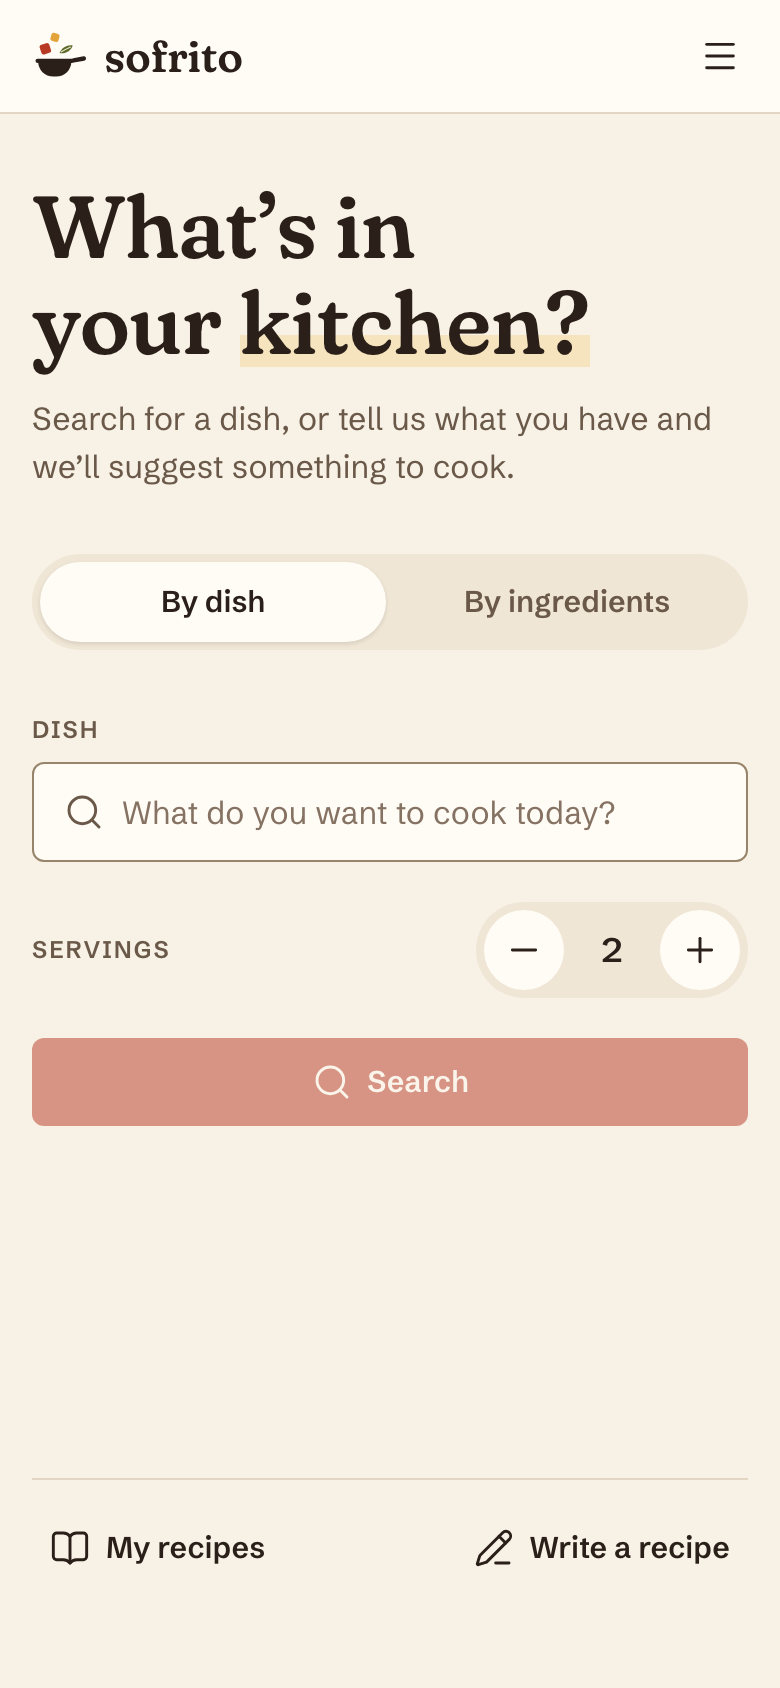 sofrito
What’s in
your kitchen?
Search for a dish, or tell us what you have and
we’ll suggest something to cook.
By dish
By ingredients
DISH
What do you want to cook today?
SERVINGS
2
Search
My recipes
Write a recipe